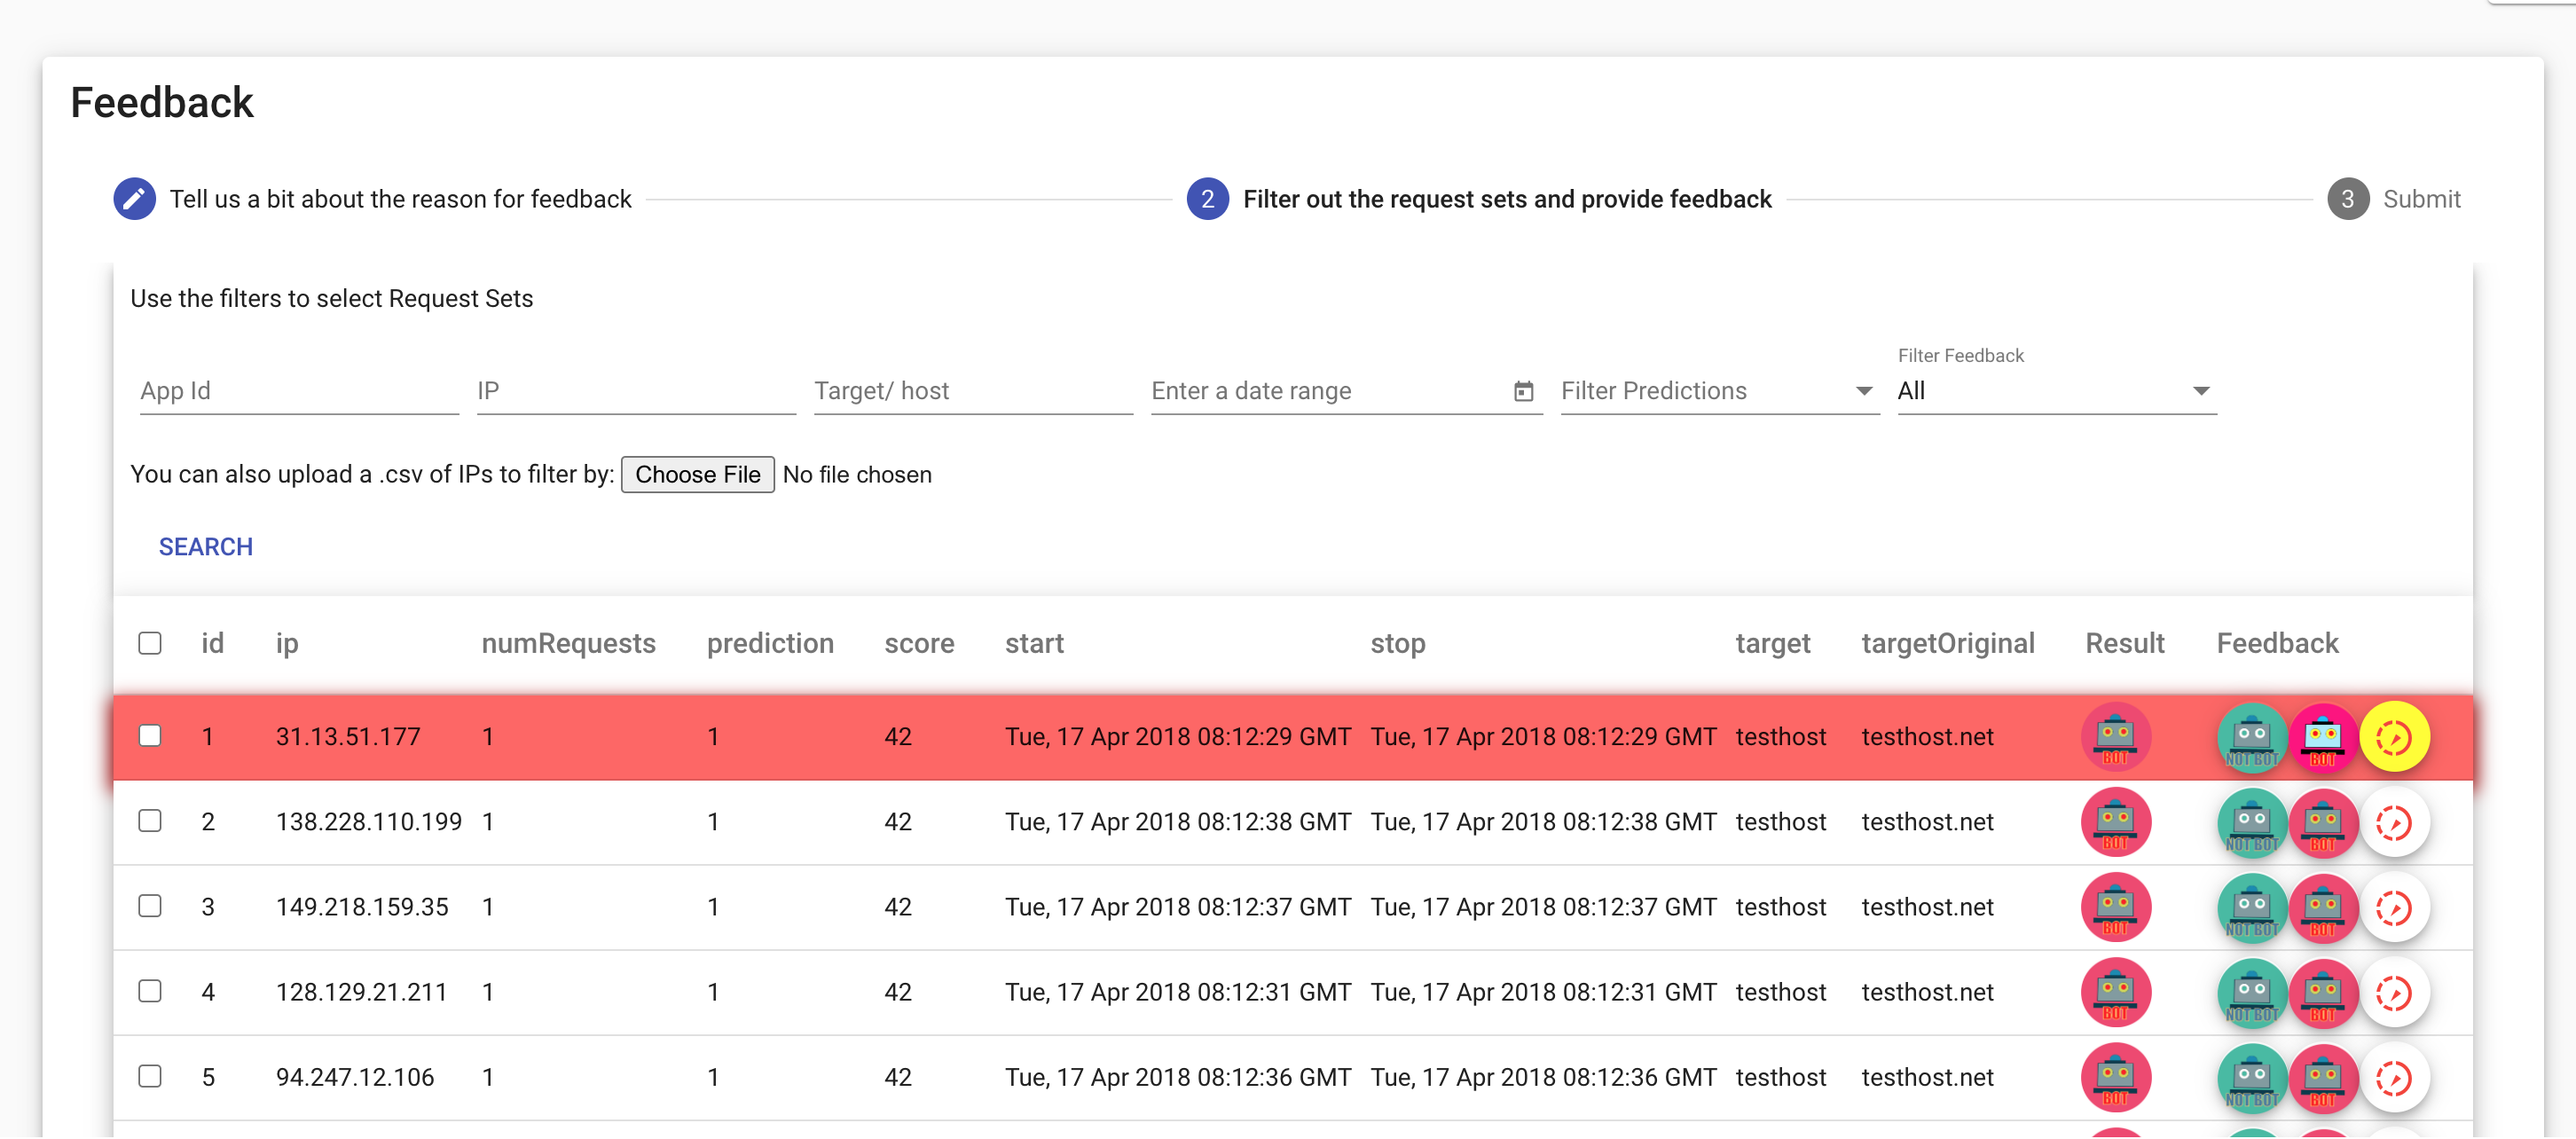 Feedback
Tell us a bit about the reason for feedback
2 Filter out the request sets and provide feedback
3 Submit
Use the filters to select Request Sets
Filter Feedback
App Id IP Target/ host Enter a date range Filter Predictions All
You can also upload a .csv of IPs to filter by: Choose File No file chosen
SEARCH
id ip numRequests prediction score start stop target targetOriginal Result Feedback
1 31.13.51.177 1 1 42 Tue, 17 Apr 2018 08:12:29 GMT Tue, 17 Apr 2018 08:12:29 GMT testhost testhost.net BOT NOT BOT BOT
2 138.228.110.199 1 1 42 Tue, 17 Apr 2018 08:12:38 GMT Tue, 17 Apr 2018 08:12:38 GMT testhost testhost.net BOT NOT BOT BOT
3 149.218.159.35 1 1 42 Tue, 17 Apr 2018 08:12:37 GMT Tue, 17 Apr 2018 08:12:37 GMT testhost testhost.net BOT NOT BOT BOT
4 128.129.21.211 1 1 42 Tue, 17 Apr 2018 08:12:31 GMT Tue, 17 Apr 2018 08:12:31 GMT testhost testhost.net BOT NOT BOT BOT
5 94.247.12.106 1 1 42 Tue, 17 Apr 2018 08:12:36 GMT Tue, 17 Apr 2018 08:12:36 GMT testhost testhost.net BOT NOT BOT BOT